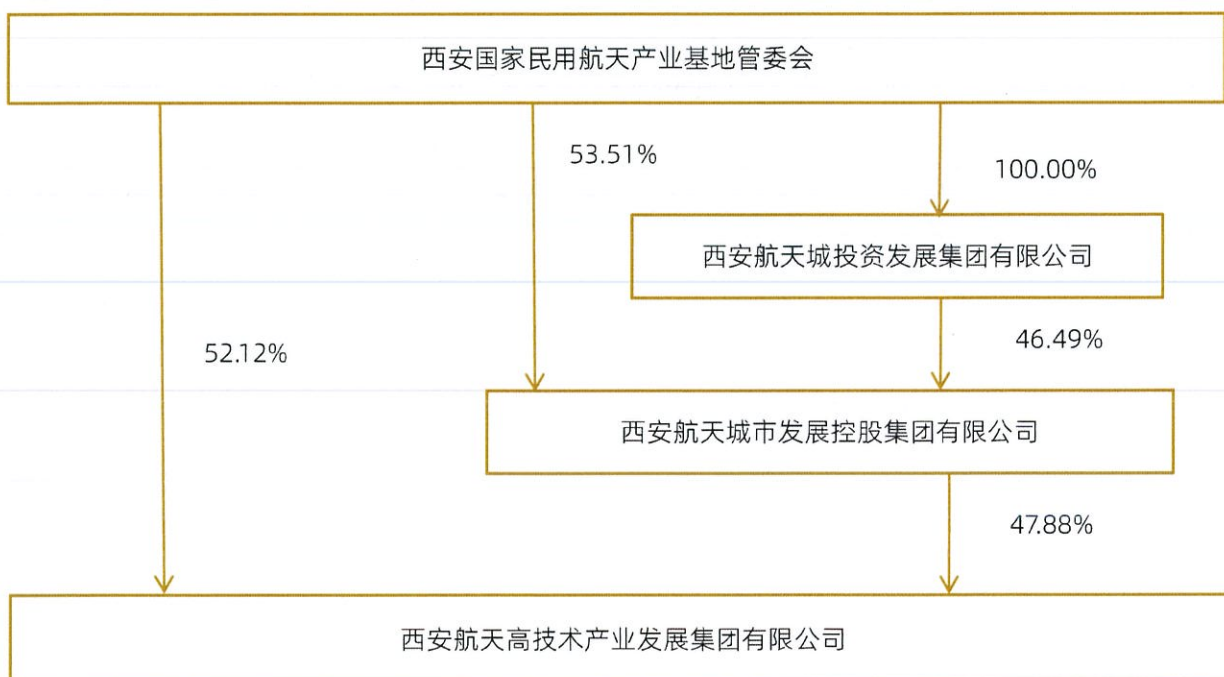 西安国家民用航天产业基地管委会
53.51%
100.00%
西安航天城投资发展集团有限公司
52.12%
46.49%
西安航天城市发展控股集团有限公司
47.88%
西安航天高技术产业发展集团有限公司